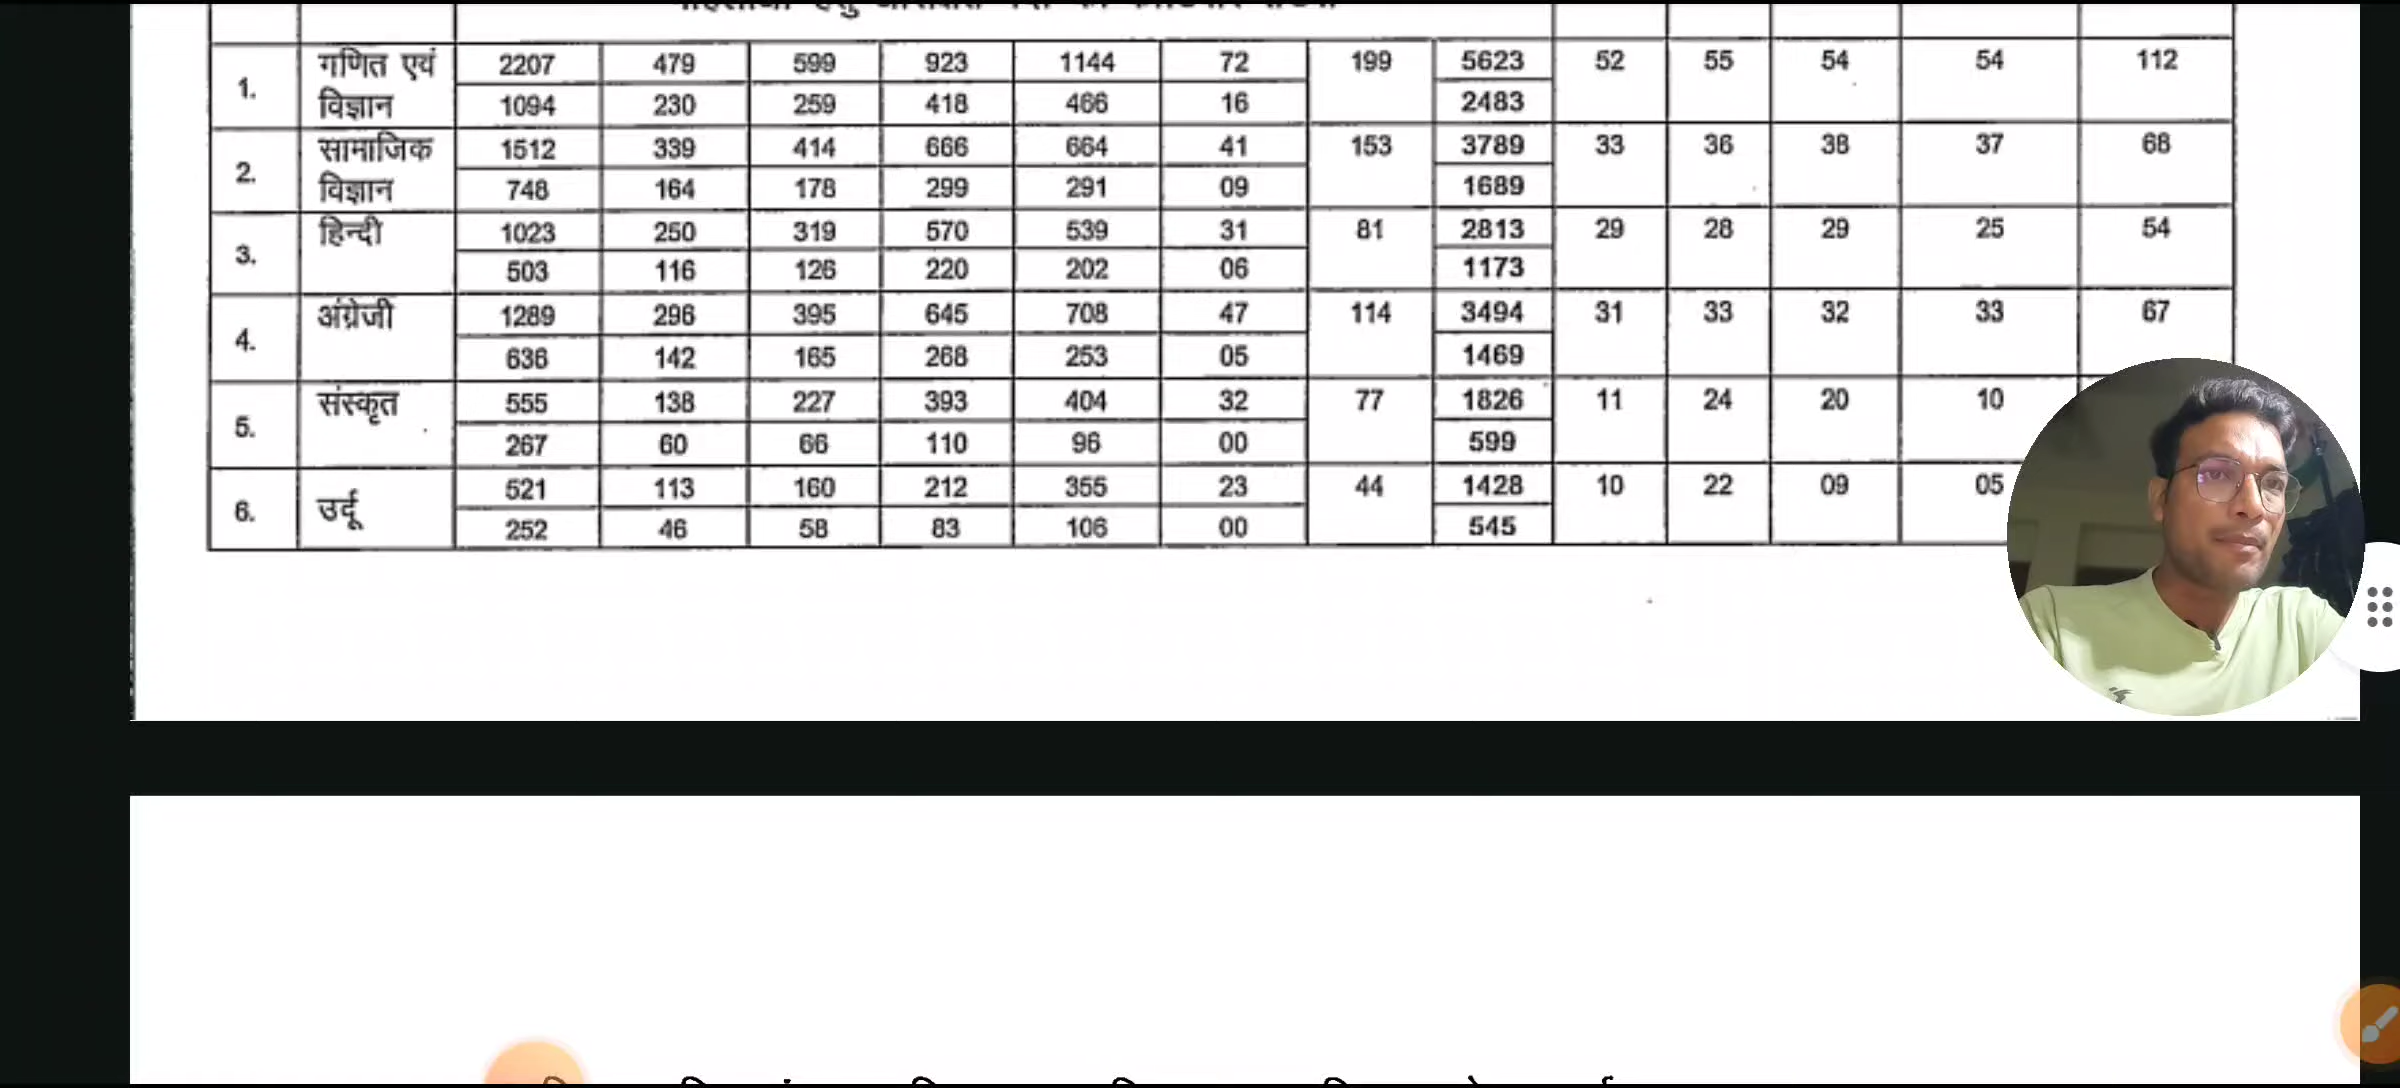 1. गणित एवं विज्ञान 2207 479 599 923 1144 72 199 5623 52 55 54 54 112
1094 230 259 418 466 16 2483
2. सामाजिक विज्ञान 1512 339 414 666 664 41 153 3789 33 36 38 37 68
748 164 178 299 291 09 1689
3. हिन्दी 1023 250 319 570 539 31 81 2813 29 28 29 25 54
503 116 126 220 202 06 1173
4. अंग्रेजी 1289 296 395 645 708 47 114 3494 31 33 32 33 67
636 142 165 268 253 05 1469
5. संस्कृत 555 138 227 393 404 32 77 1826 11 24 20 10
267 60 66 110 96 00 599
6. उर्दू 521 113 160 212 355 23 44 1428 10 22 09 05
252 46 58 83 106 00 545